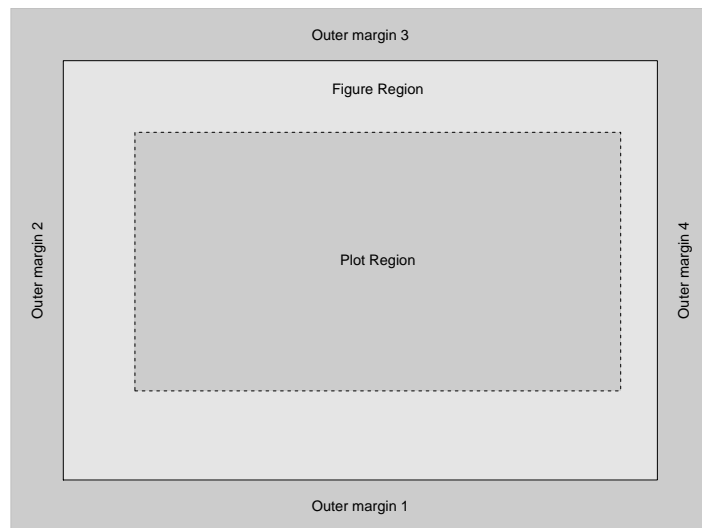 Outer margin 3
Figure Region
Outer margin 2
Plot Region
Outer margin 4
Outer margin 1